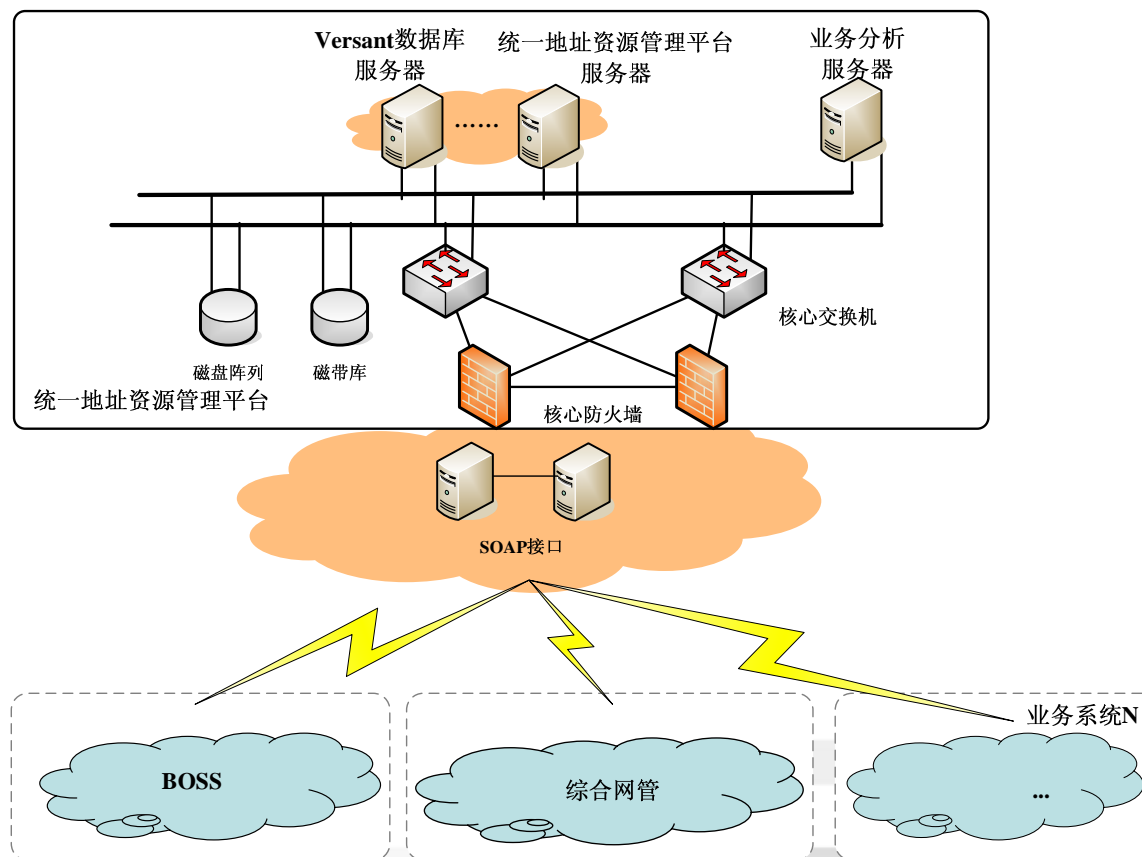 Versant数据库
服务器
统一地址资源管理平台
服务器
业务分析
服务器
……
核心交换机
磁盘阵列
磁带库
统一地址资源管理平台
核心防火墙
SOAP接口
业务系统N
BOSS
综合网管
...